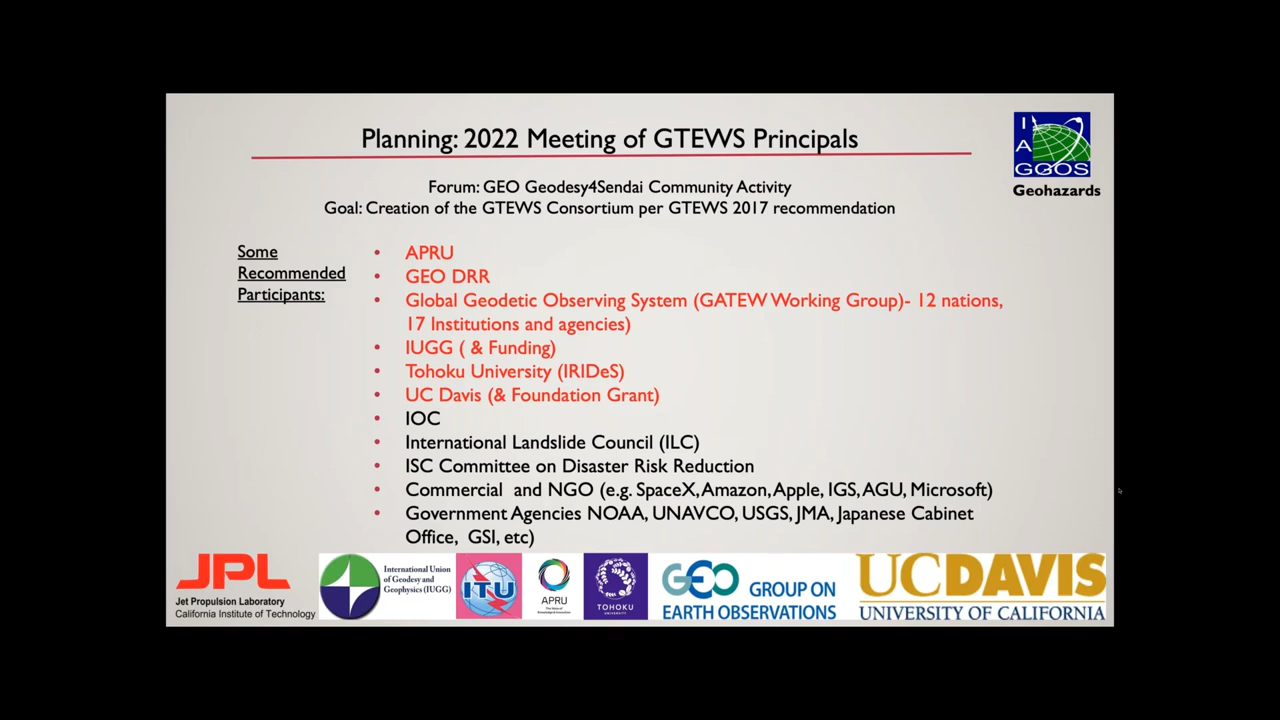 Planning: 2022 Meeting of GTEWS Principals
I
A
GGOS
Geohazards
Forum: GEO Geodesy4Sendai Community Activity
Goal: Creation of the GTEWS Consortium per GTEWS 2017 recommendation
Some
Recommended
Participants:
• APRU
• GEO DRR
• Global Geodetic Observing System (GATEW Working Group)- 12 nations,
17 Institutions and agencies)
• IUGG ( & Funding)
• Tohoku University (IRIDeS)
• UC Davis (& Foundation Grant)
• IOC
• International Landslide Council (ILC)
• ISC Committee on Disaster Risk Reduction
• Commercial and NGO (e.g. SpaceX, Amazon, Apple, IGS, AGU, Microsoft)
• Government Agencies NOAA, UNAVCO, USGS, JMA, Japanese Cabinet
Office, GSI, etc)
JPL
Jet Propulsion Laboratory
California Institute of Technology
International Union
of Geodesy and
Geophysics (IUGG)
ITU
APRU
TOHOKU
UNIVERSITY
GEO GROUP ON
EARTH OBSERVATIONS
UCDAVIS
UNIVERSITY OF CALIFORNIA